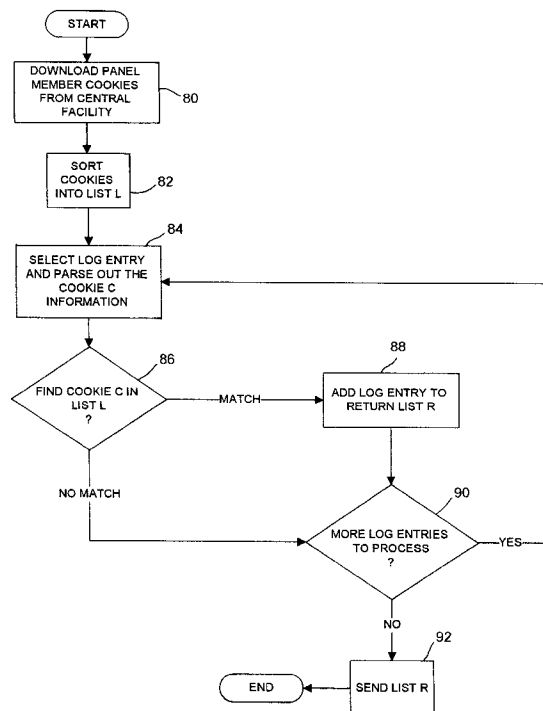 START
DOWNLOAD PANEL
MEMBER COOKIES
FROM CENTRAL
FACILITY
80
SORT
COOKIES
INTO LIST L
82
84
SELECT LOG ENTRY
AND PARSE OUT THE
COOKIE C
INFORMATION
86
FIND COOKIE C IN
LIST L
?
MATCH
88
ADD LOG ENTRY TO
RETURN LIST R
NO MATCH
90
MORE LOG ENTRIES
TO PROCESS
?
YES
NO
92
SEND LIST R
END